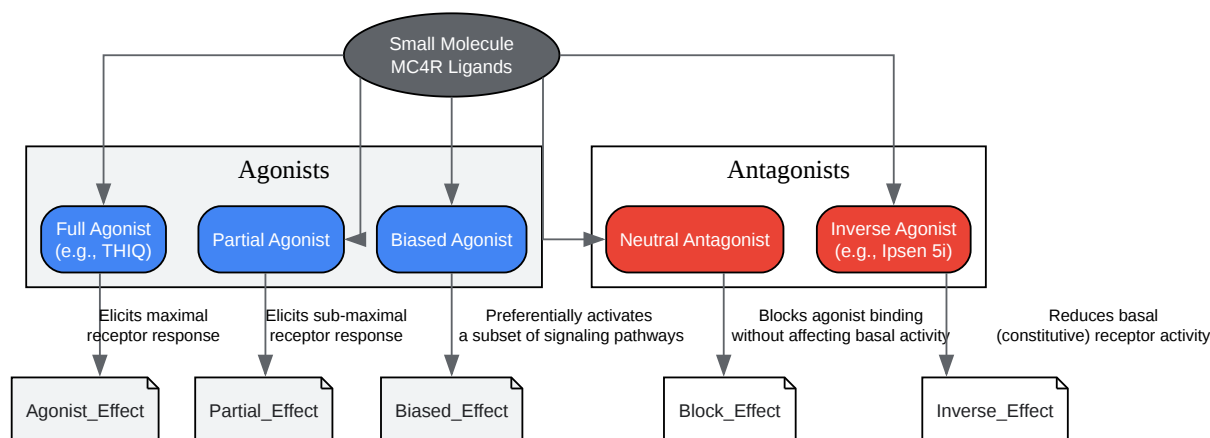 Small Molecule
MC4R Ligands
Agonists
Antagonists
Full Agonist
(e.g., THIQ)
Partial Agonist
Biased Agonist
Neutral Antagonist
Inverse Agonist
(e.g., Ipsen 5i)
Elicits maximal
receptor response
Elicits sub-maximal
receptor response
Preferentially activates
a subset of signaling pathways
Blocks agonist binding
without affecting basal activity
Reduces basal
(constitutive) receptor activity
Agonist_Effect
Partial_Effect
Biased_Effect
Block_Effect
Inverse_Effect